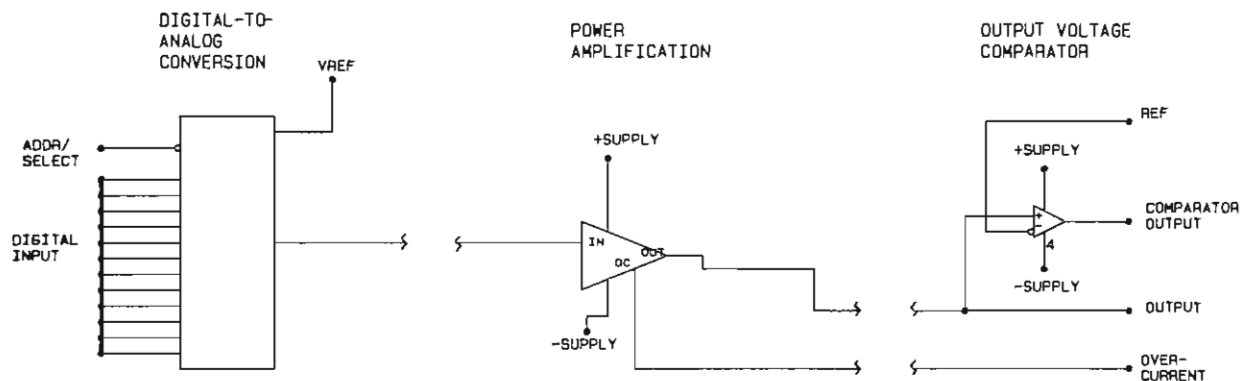 DIGITAL-TO-
ANALOG
CONVERSION
VREF
ADDR/
SELECT
DIGITAL
INPUT
POWER
AMPLIFICATION
+SUPPLY
IN
OUT
OC
-SUPPLY
OUTPUT VOLTAGE
COMPARATOR
REF
+SUPPLY
+
-
4
COMPARATOR
OUTPUT
-SUPPLY
OUTPUT
OVER-
CURRENT